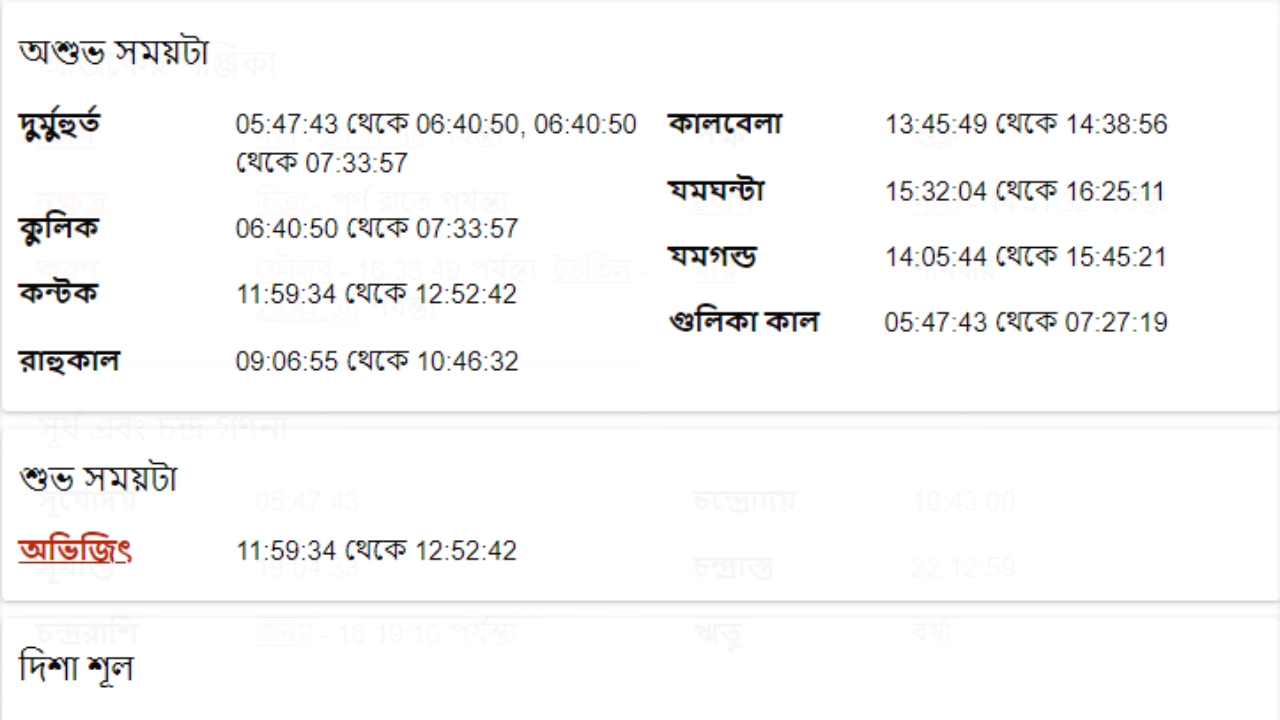 অশুভ সময়টা
দুর্মুহুর্ত 05:47:43 থেকে 06:40:50, 06:40:50
থেকে 07:33:57
কুলিক 06:40:50 থেকে 07:33:57
কন্টক 11:59:34 থেকে 12:52:42
রাহুকাল 09:06:55 থেকে 10:46:32
কালবেলা 13:45:49 থেকে 14:38:56
যমঘন্টা 15:32:04 থেকে 16:25:11
যমগন্ড 14:05:44 থেকে 15:45:21
গুলিকা কাল 05:47:43 থেকে 07:27:19
শুভ সময়টা
অভিজিৎ 11:59:34 থেকে 12:52:42
দিশা শূল